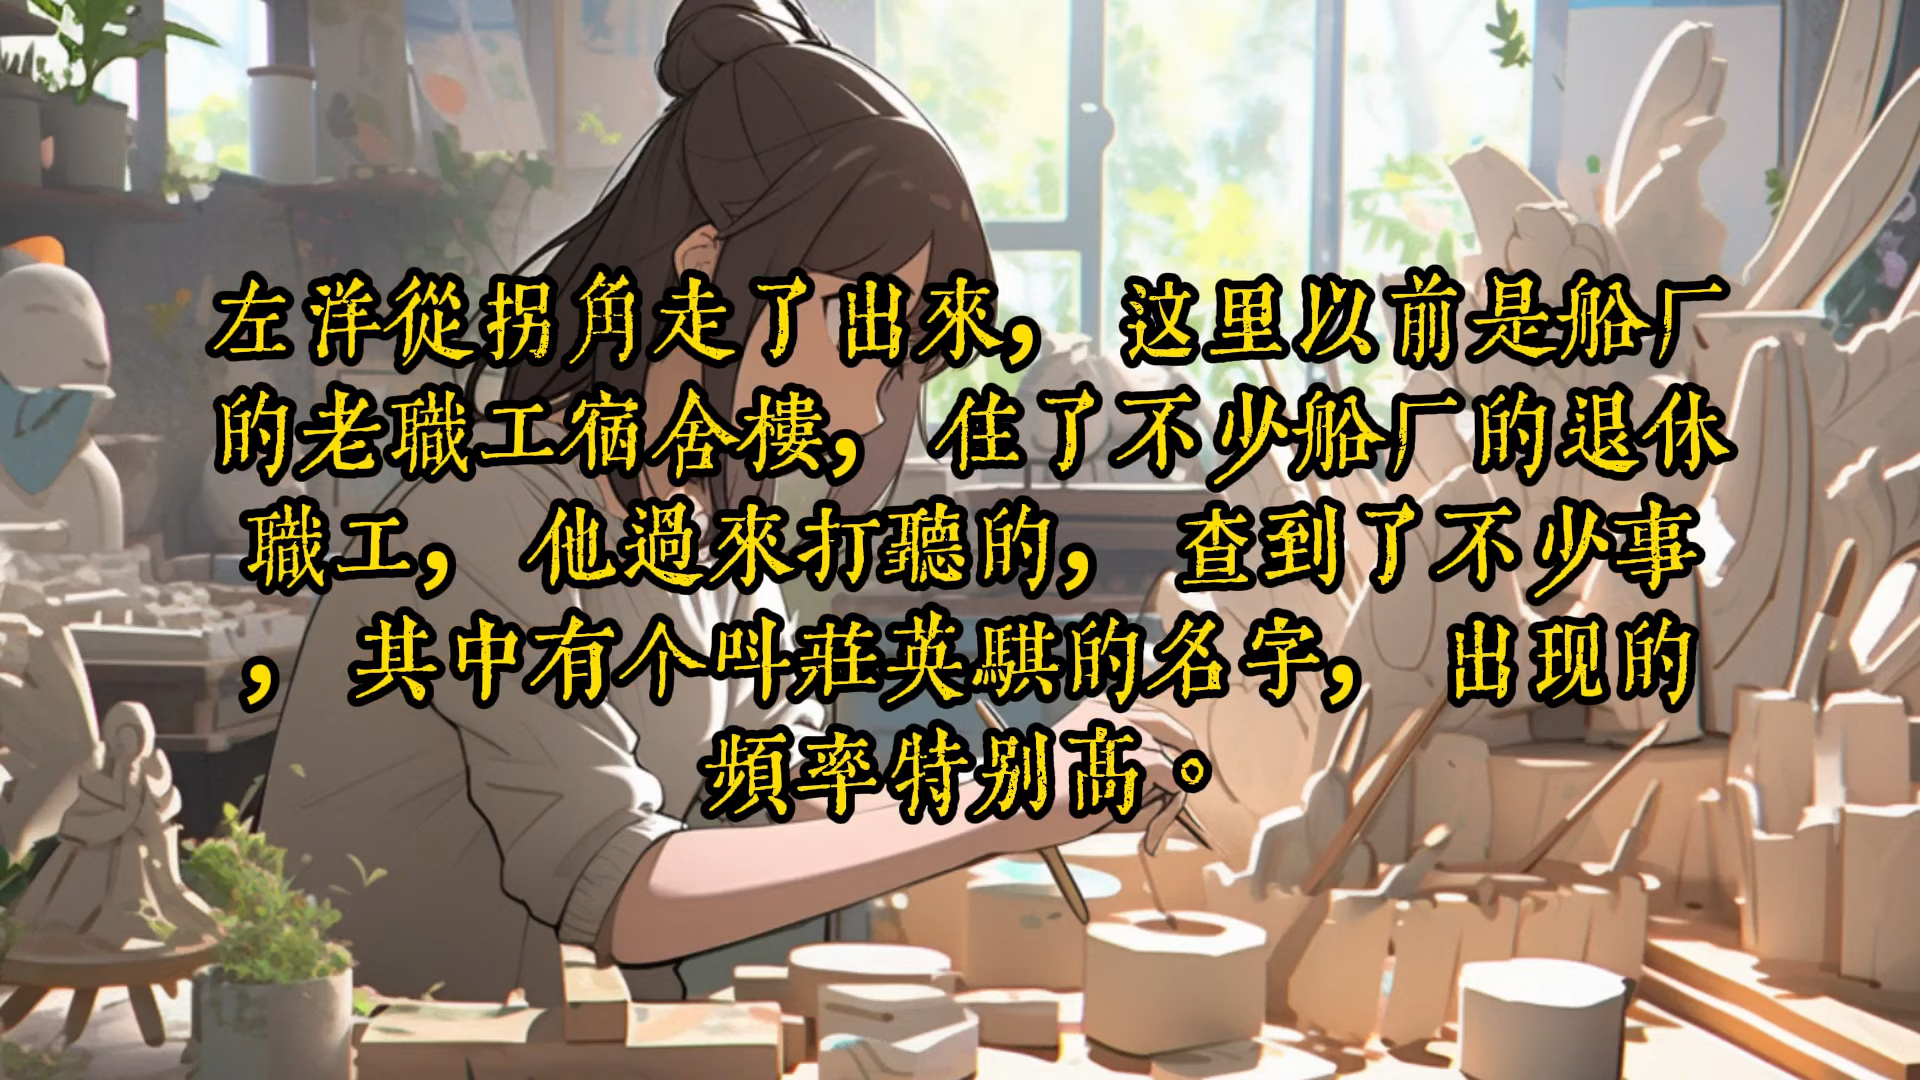 左洋從拐角走了出來， 这里以前是船厂
的老職工宿舍樓， 住了不少船厂的退休
職工， 他過來打聽的， 查到了不少事
， 其中有个叫莊英騏的名字， 出现的
頻率特别高。